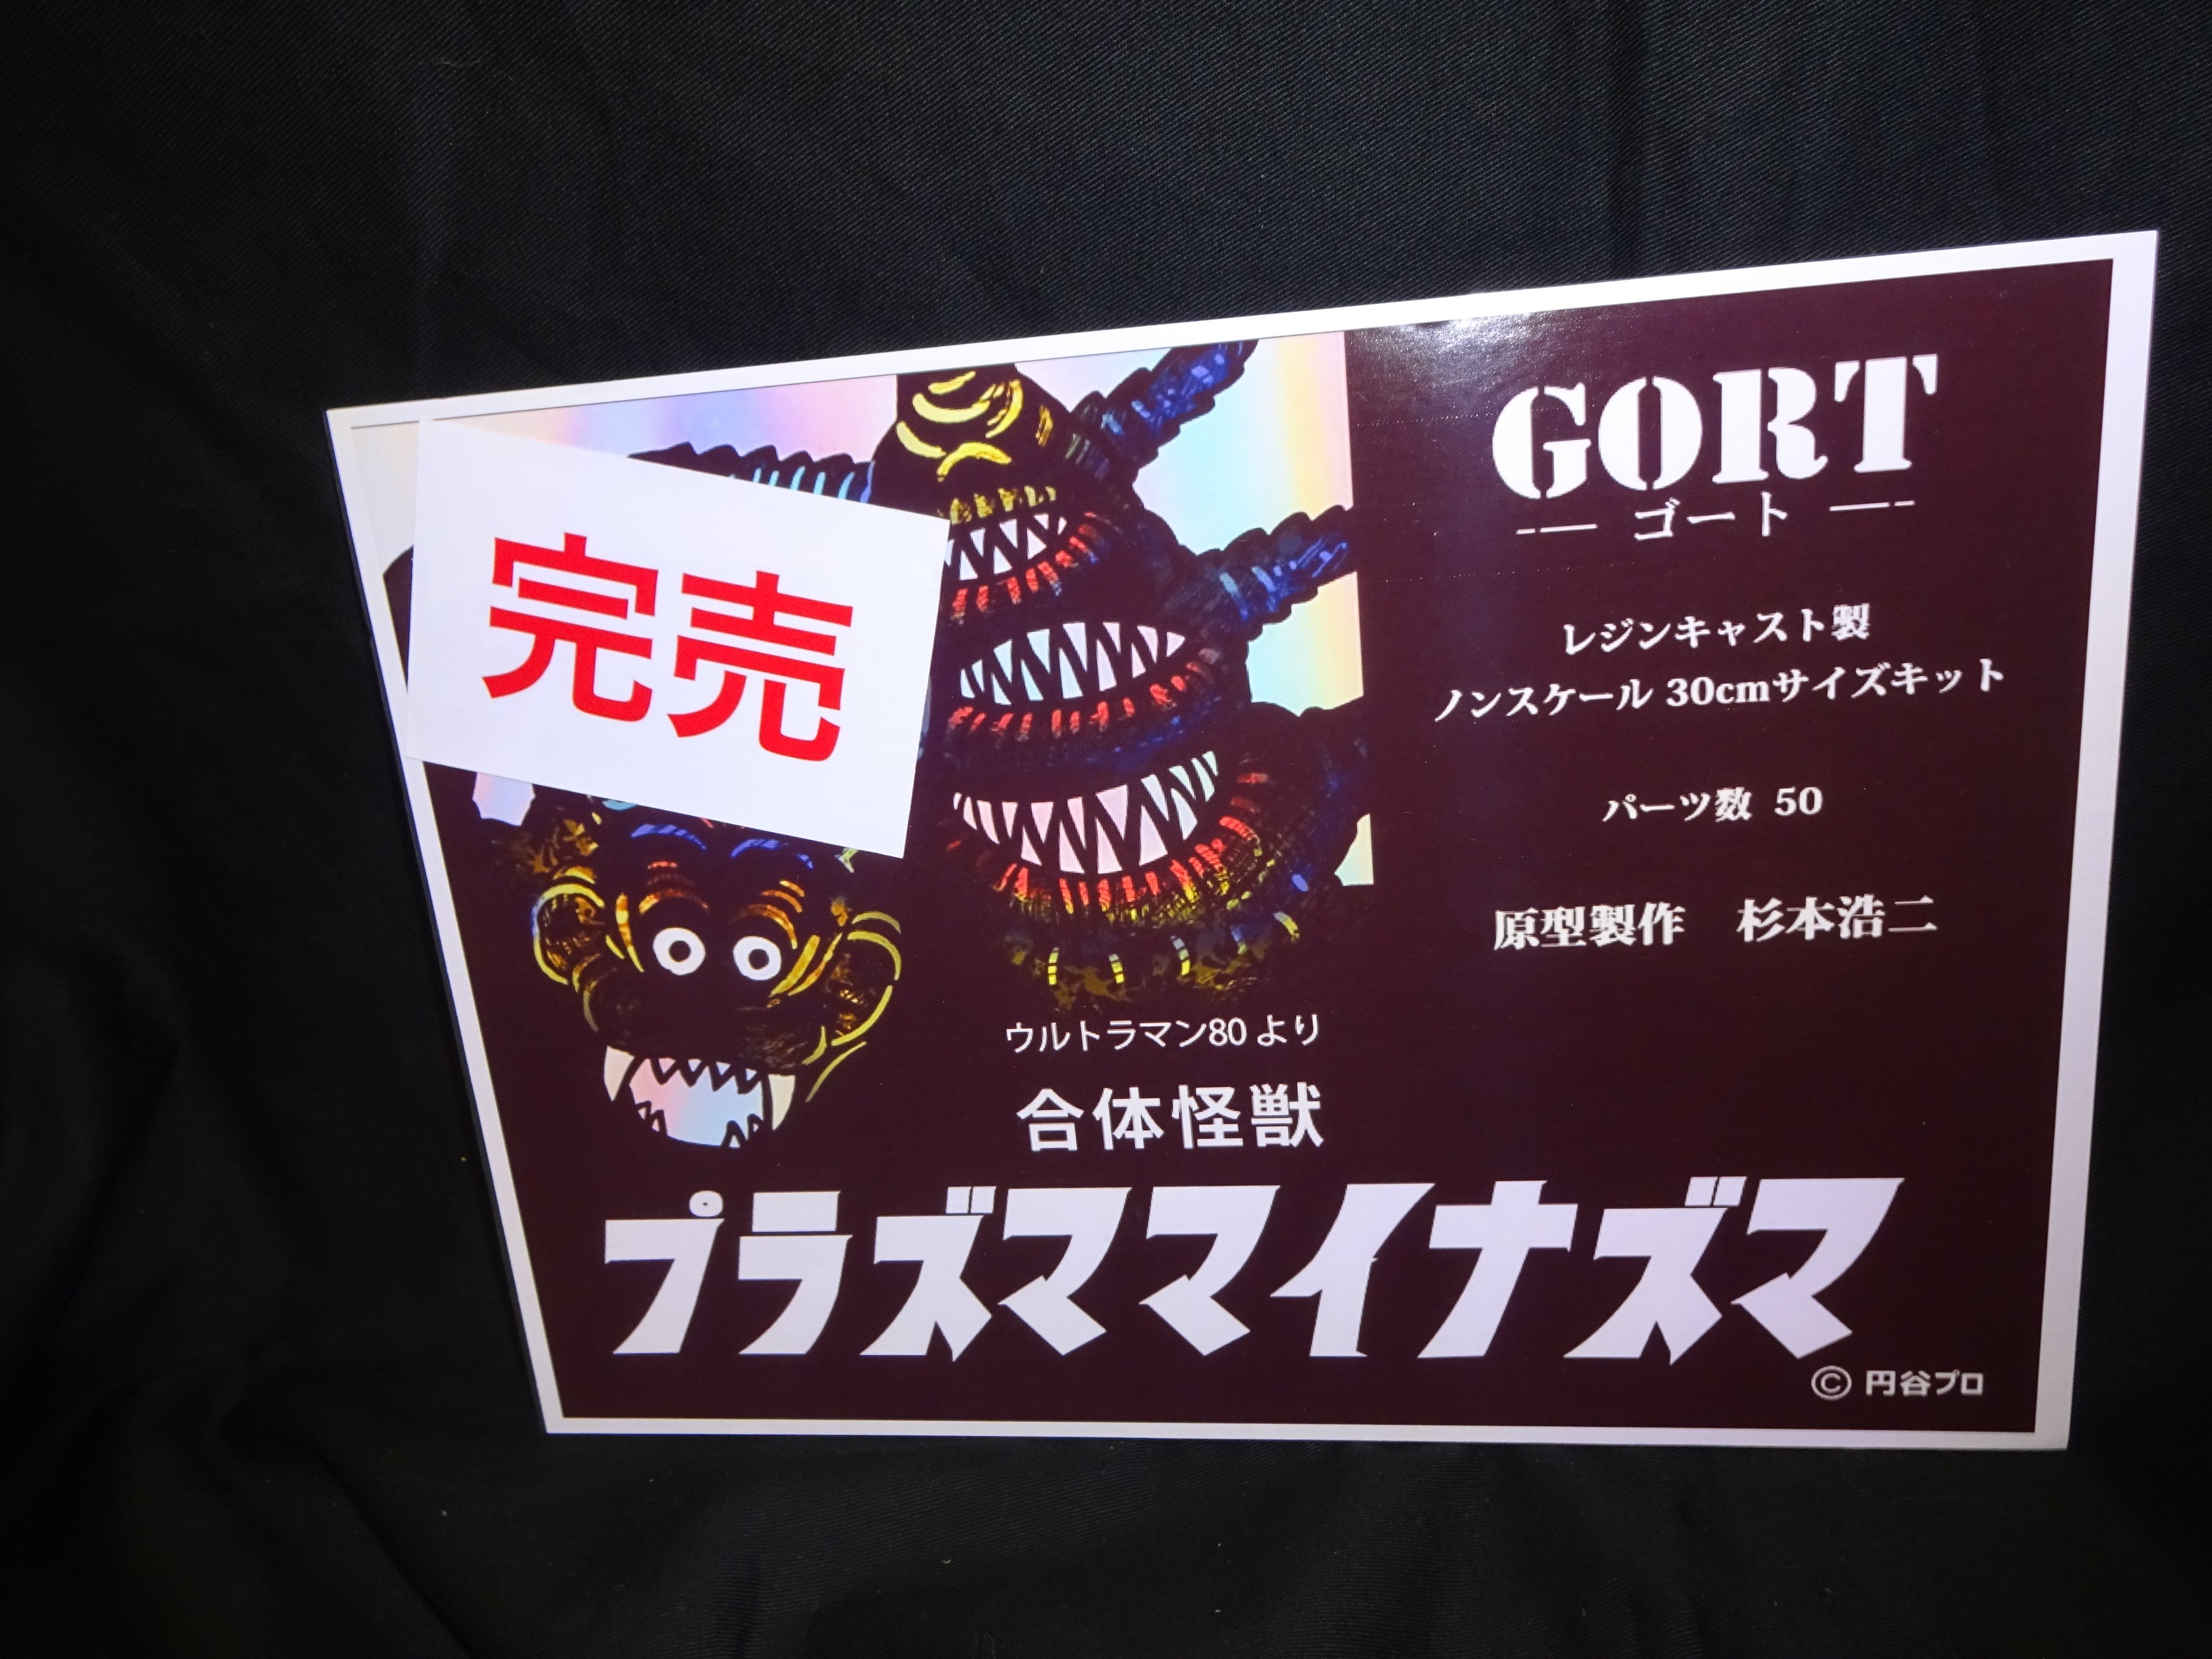 完売
GORT
ゴート
レジンキャスト製
ノンスケール 30cmサイズキット
パーツ数 50
原型製作　杉本浩二
ウルトラマン80 より
合体怪獣
プラズママイナズマ
© 円谷プロ